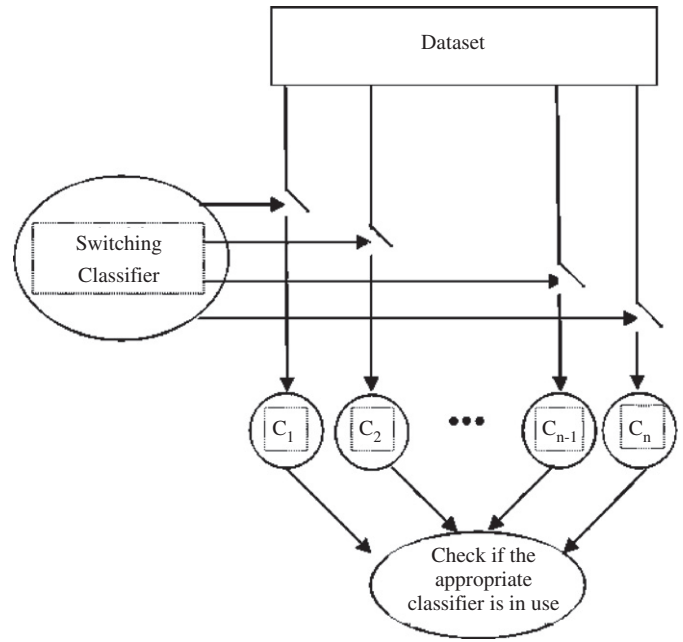 Dataset
Switching
Classifier
C1
C2
•••
Cn-1
Cn
Check if the
appropriate
classifier is in use